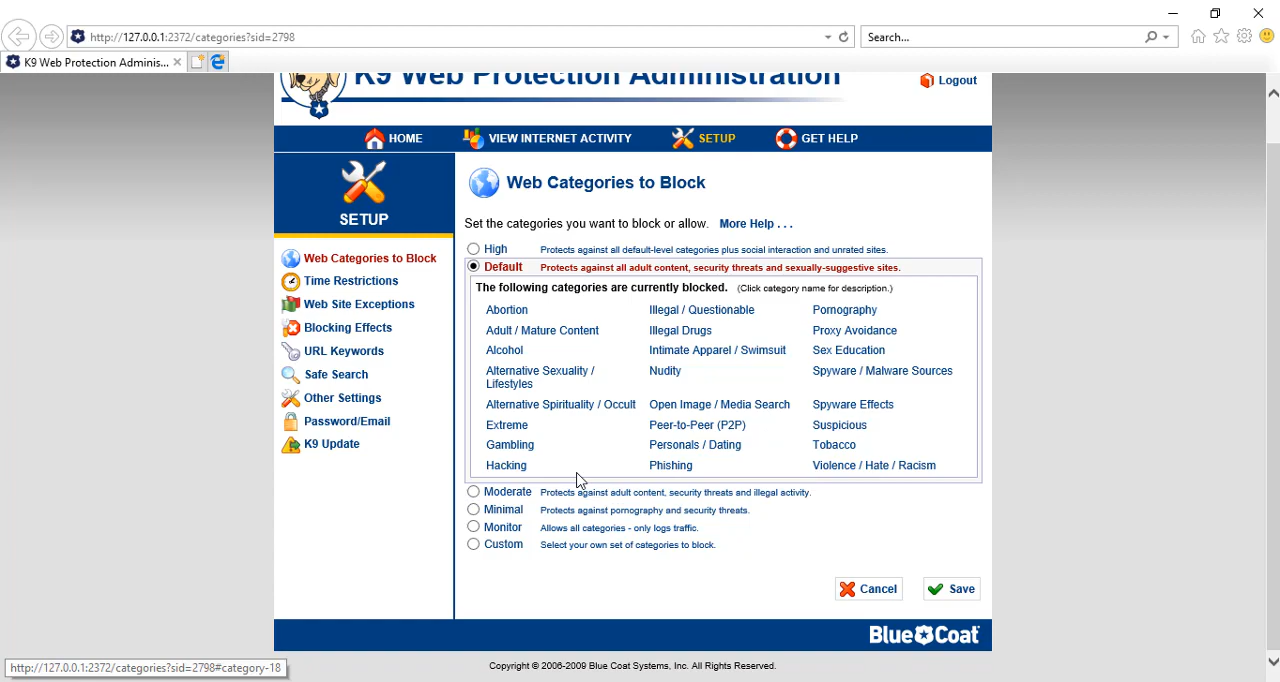 http://127.0.0.1:2372/categories?sid=2798
Search...
K9 Web Protection Adminis...
K9 Web Protection Administration
Logout
HOME
VIEW INTERNET ACTIVITY
SETUP
GET HELP
SETUP
Web Categories to Block
Time Restrictions
Web Site Exceptions
Blocking Effects
URL Keywords
Safe Search
Other Settings
Password/Email
K9 Update
Web Categories to Block
Set the categories you want to block or allow. More Help . . .
High Protects against all default-level categories plus social interaction and unrated sites.
Default Protects against all adult content, security threats and sexually-suggestive sites.
The following categories are currently blocked. (Click category name for description.)
Abortion Illegal / Questionable Pornography
Adult / Mature Content Illegal Drugs Proxy Avoidance
Alcohol Intimate Apparel / Swimsuit Sex Education
Alternative Sexuality / Nudity Spyware / Malware Sources
Lifestyles
Alternative Spirituality / Occult Open Image / Media Search Spyware Effects
Extreme Peer-to-Peer (P2P) Suspicious
Gambling Personals / Dating Tobacco
Hacking Phishing Violence / Hate / Racism
Moderate Protects against adult content, security threats and illegal activity.
Minimal Protects against pornography and security threats.
Monitor Allows all categories - only logs traffic.
Custom Select your own set of categories to block.
Cancel
Save
Blue Coat
http://127.0.0.1:2372/categories?sid=2798#category-18
Copyright © 2006-2009 Blue Coat Systems, Inc. All Rights Reserved.